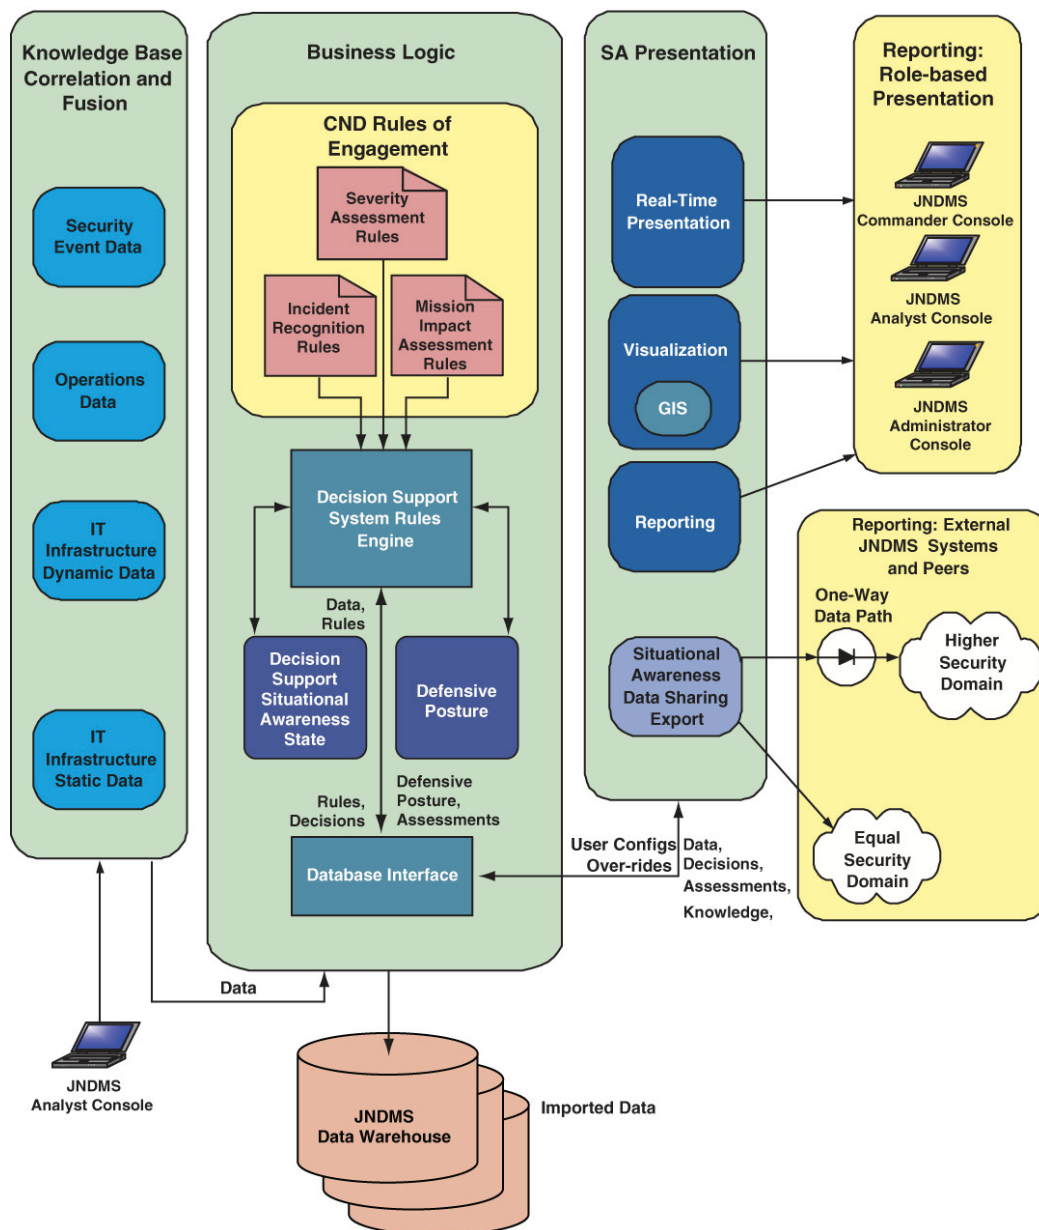 Knowledge Base
Correlation and
Fusion
Security
Event Data
Operations
Data
IT
Infrastructure
Dynamic Data
IT
Infrastructure
Static Data
JNDMS
Analyst Console
Data
Business Logic
CND Rules of
Engagement
Severity
Assessment
Rules
Incident
Recognition
Rules
Mission
Impact
Assessment
Rules
Decision Support
System Rules
Engine
Data,
Rules
Decision
Support
Situational
Awareness
State
Defensive
Posture
Rules,
Decisions
Defensive
Posture,
Assessments
Database Interface
JNDMS
Data Warehouse
Imported Data
SA Presentation
Real-Time
Presentation
Visualization
GIS
Reporting
Situational
Awareness
Data Sharing
Export
User Configs
Over-rides
Data,
Decisions,
Assessments,
Knowledge,
Reporting:
Role-based
Presentation
JNDMS
Commander Console
JNDMS
Analyst Console
JNDMS
Administrator
Console
Reporting: External
JNDMS Systems
and Peers
One-Way
Data Path
Higher
Security
Domain
Equal
Security
Domain